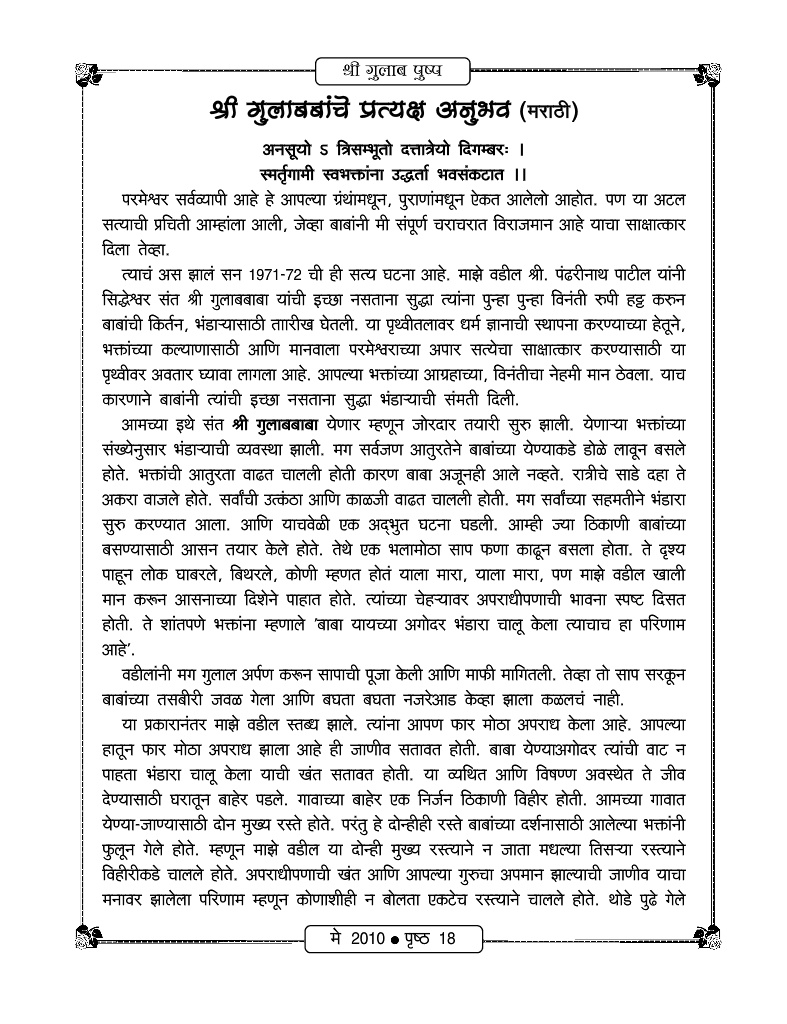 श्री गुलाब पुष्प
श्री गुलाबबांचे प्रत्यक्ष अनुभव (मराठी)
अनसूयो ऽ त्रिसम्भूतो दत्तात्रेयो दिगम्बरः ।
स्मर्तृगामी स्वभक्तांना उद्धर्ता भवसंकटात ।।
परमेश्वर सर्वव्यापी आहे हे आपल्या ग्रंथांमधून, पुराणांमधून ऐकत आलेलो आहोत. पण या अटल
सत्याची प्रचिती आम्हांला आली, जेव्हा बाबांनी मी संपूर्ण चराचरात विराजमान आहे याचा साक्षात्कार
दिला तेव्हा.
त्याचं अस झालं सन 1971-72 ची ही सत्य घटना आहे. माझे वडील श्री. पंढरीनाथ पाटील यांनी
सिद्धेश्वर संत श्री गुलाबबाबा यांची इच्छा नसताना सुद्धा त्यांना पुन्हा पुन्हा विनंती रुपी हट्ट करुन
बाबांची किर्तन, भंडाऱ्यासाठी ताारीख घेतली. या पृथ्वीतलावर धर्म ज्ञानाची स्थापना करण्याच्या हेतूने,
भक्तांच्या कल्याणासाठी आणि मानवाला परमेश्वराच्या अपार सत्येचा साक्षात्कार करण्यासाठी या
पृथ्वीवर अवतार घ्यावा लागला आहे. आपल्या भक्तांच्या आग्रहाच्या, विनंतीचा नेहमी मान ठेवला. याच
कारणाने बाबांनी त्यांची इच्छा नसताना सुद्धा भंडाऱ्याची संमती दिली.
आमच्या इथे संत श्री गुलाबबाबा येणार म्हणून जोरदार तयारी सुरु झाली. येणाऱ्या भक्तांच्या
संख्येनुसार भंडाऱ्याची व्यवस्था झाली. मग सर्वजण आतुरतेने बाबांच्या येण्याकडे डोळे लावून बसले
होते. भक्तांची आतुरता वाढत चालली होती कारण बाबा अजूनही आले नव्हते. रात्रीचे साडे दहा ते
अकरा वाजले होते. सर्वांची उत्कंठा आणि काळजी वाढत चालली होती. मग सर्वांच्या सहमतीने भंडारा
सुरु करण्यात आला. आणि याचवेळी एक अद्‌भुत घटना घडली. आम्ही ज्या ठिकाणी बाबांच्या
बसण्यासाठी आसन तयार केले होते. तेथे एक भलामोठा साप फणा काढून बसला होता. ते दृश्य
पाहून लोक घाबरले, बिथरले, कोणी म्हणत होतं याला मारा, याला मारा, पण माझे वडील खाली
मान करून आसनाच्या दिशेने पाहात होते. त्यांच्या चेहऱ्यावर अपराधीपणाची भावना स्पष्ट दिसत
होती. ते शांतपणे भक्तांना म्हणाले ‘बाबा यायच्या अगोदर भंडारा चालू केला त्याचाच हा परिणाम
आहे’.
वडीलांनी मग गुलाल अर्पण करून सापाची पूजा केली आणि माफी मागितली. तेव्हा तो साप सरकून
बाबांच्या तसबीरी जवळ गेला आणि बघता बघता नजरेआड केव्हा झाला कळलचं नाही.
या प्रकारानंतर माझे वडील स्तब्ध झाले. त्यांना आपण फार मोठा अपराध केला आहे. आपल्या
हातून फार मोठा अपराध झाला आहे ही जाणीव सतावत होती. बाबा येण्याअगोदर त्यांची वाट न
पाहता भंडारा चालू केला याची खंत सतावत होती. या व्यथित आणि विषण्ण अवस्थेत ते जीव
देण्यासाठी घरातून बाहेर पडले. गावाच्या बाहेर एक निर्जन ठिकाणी विहीर होती. आमच्या गावात
येण्या-जाण्यासाठी दोन मुख्य रस्ते होते. परंतु हे दोन्हीही रस्ते बाबांच्या दर्शनासाठी आलेल्या भक्तांनी
फुलून गेले होते. म्हणून माझे वडील या दोन्ही मुख्य रस्त्याने न जाता मधल्या तिसऱ्या रस्त्याने
विहीरीकडे चालले होते. अपराधीपणाची खंत आणि आपल्या गुरुचा अपमान झाल्याची जाणीव याचा
मनावर झालेला परिणाम म्हणून कोणाशीही न बोलता एकटेच रस्त्याने चालले होते. थोडे पुढे गेले
मे 2010 ● पृष्ठ 18